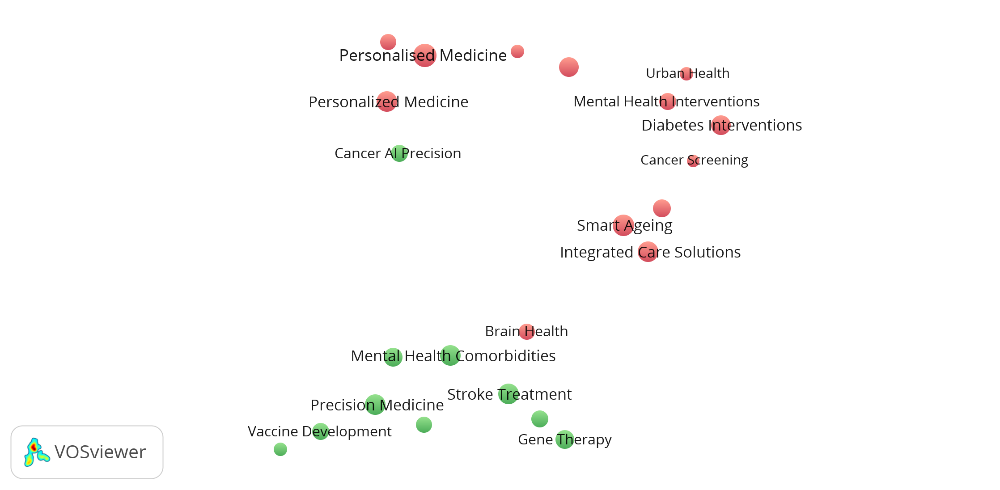 Personalised Medicine
Urban Health
Personalized Medicine
Mental Health Interventions
Diabetes Interventions
Cancer AI Precision
Cancer Screening
Smart Ageing
Integrated Care Solutions
Brain Health
Mental Health Comorbidities
Stroke Treatment
Precision Medicine
Vaccine Development
Gene Therapy
VOSviewer